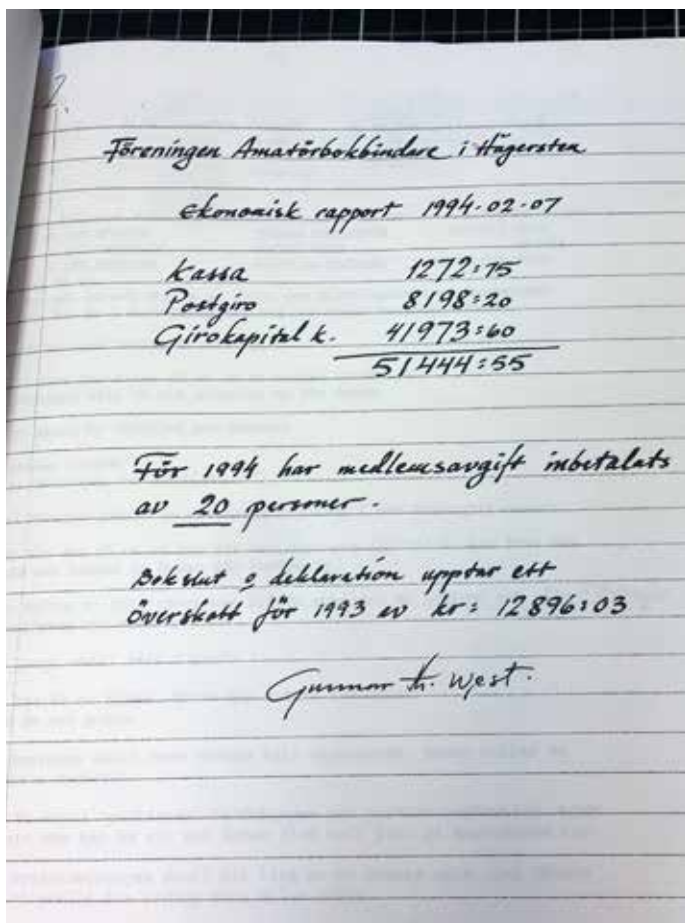 2.
Föreningen Amatörbokbindare i Hägersten
Ekonomisk rapport 1994-02-07
Kassa 1272:75
Postgiro 8198:20
Girokapital k. 41973:60
51444:55
För 1994 har medlemsavgift inbetalats
av 20 personer.
Bokslut o deklaration upptar ett
överskott för 1993 av kr: 12896:03
Gunnar Th. West.